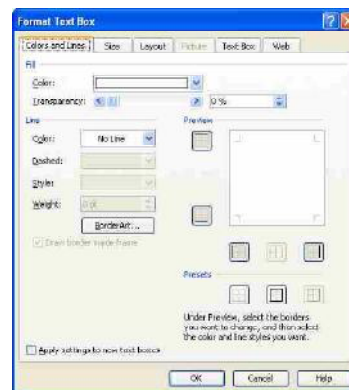 Format Text Box
Colors and Lines Size Layout Picture Text Box Web
Fill
Color:
Transparency: 0 %
Line Preview
Color: No Line
Dashed:
Style:
Weight: 0 pt
BorderArt...
Draw border inside frame
Presets
Under Preview, select the borders
you want to change, and then select
the color and line styles you want.
Apply settings to new text boxes
OK Cancel Help